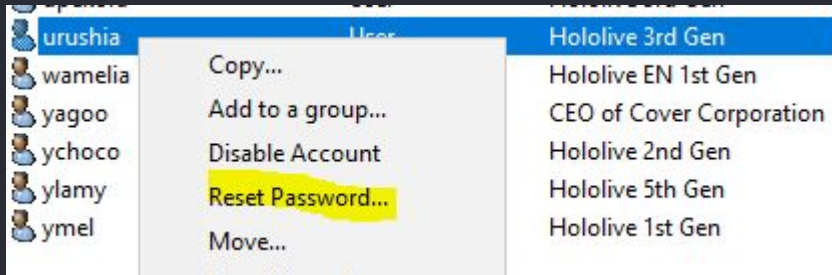 urushia User Hololive 3rd Gen
wamelia Copy... Hololive EN 1st Gen
yagoo Add to a group... CEO of Cover Corporation
ychoco Disable Account Hololive 2nd Gen
ylamy Reset Password... Hololive 5th Gen
ymel Move... Hololive 1st Gen